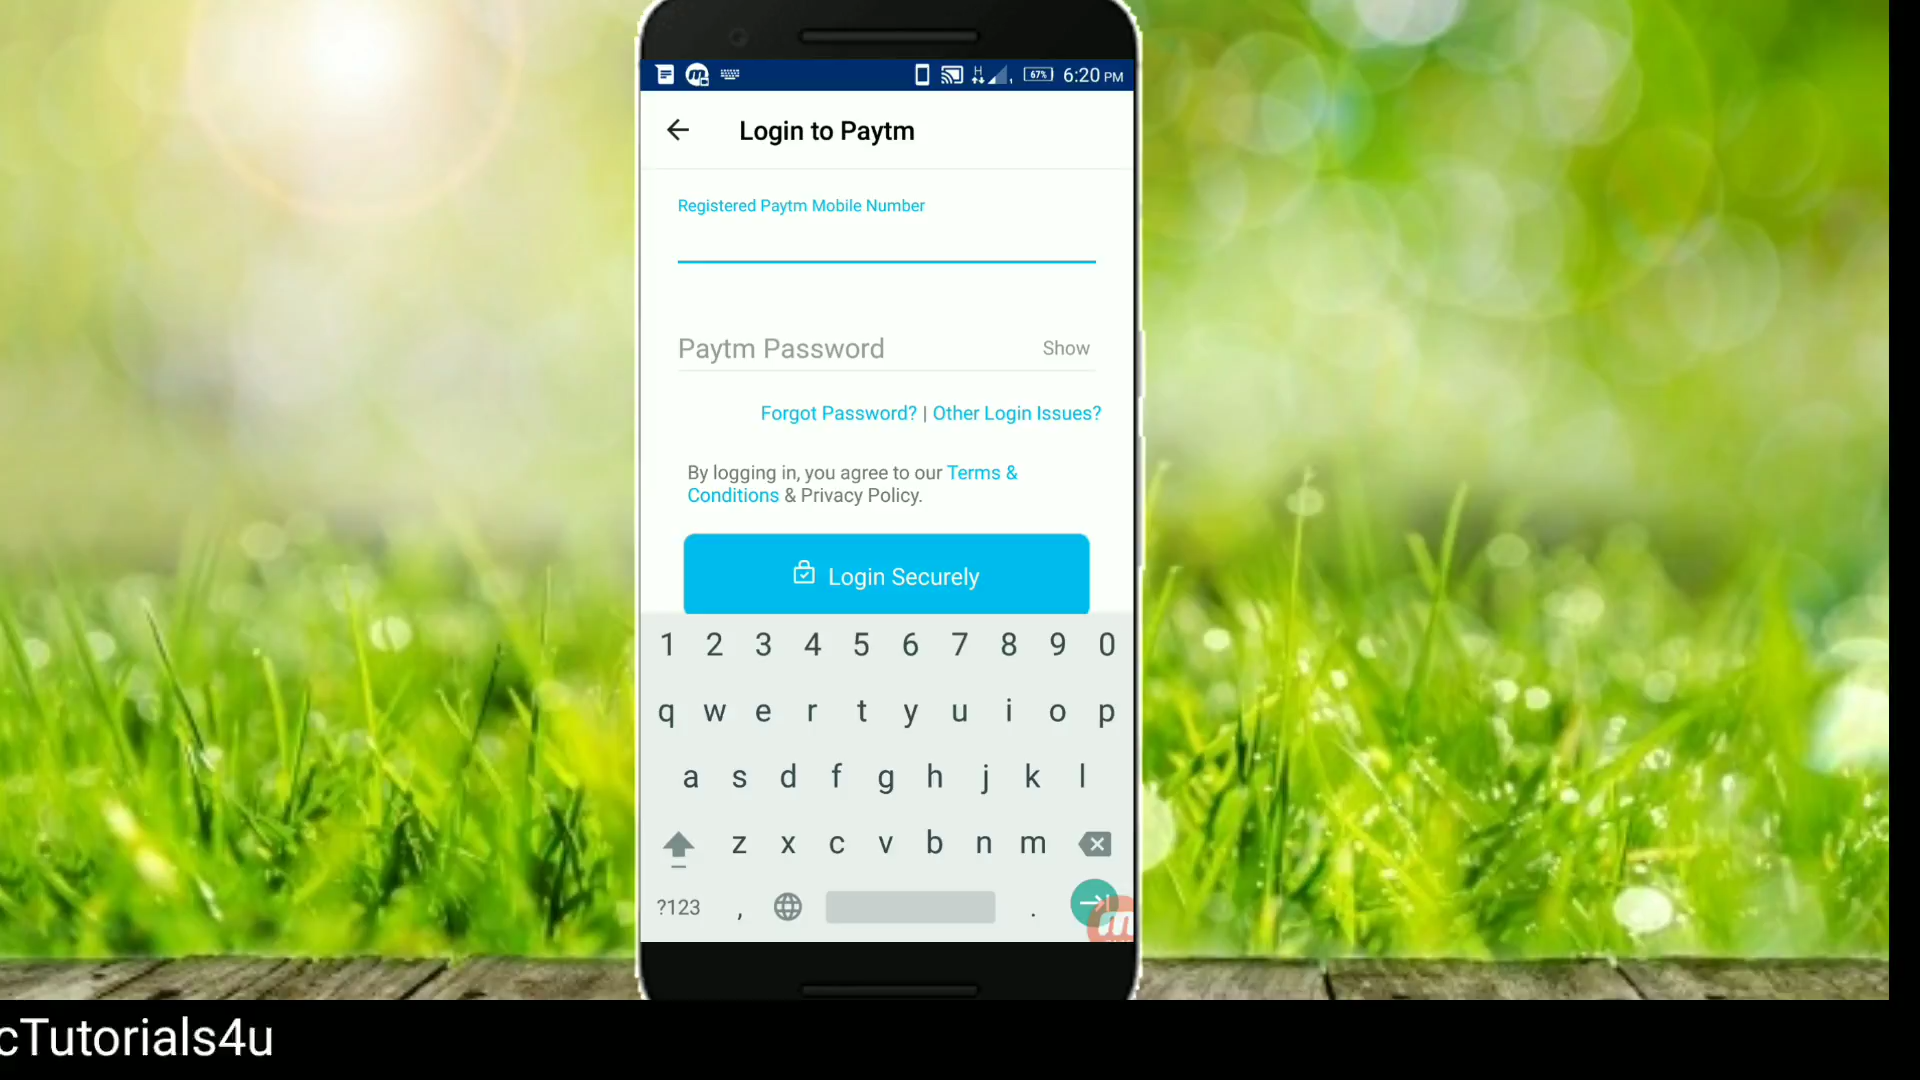 67% 6:20 PM
Login to Paytm
Registered Paytm Mobile Number
Paytm Password Show
Forgot Password? | Other Login Issues?
By logging in, you agree to our Terms &
Conditions & Privacy Policy.
Login Securely
1 2 3 4 5 6 7 8 9 0
q w e r t y u i o p
a s d f g h j k l
z x c v b n m
?123 , .
cTutorials4u